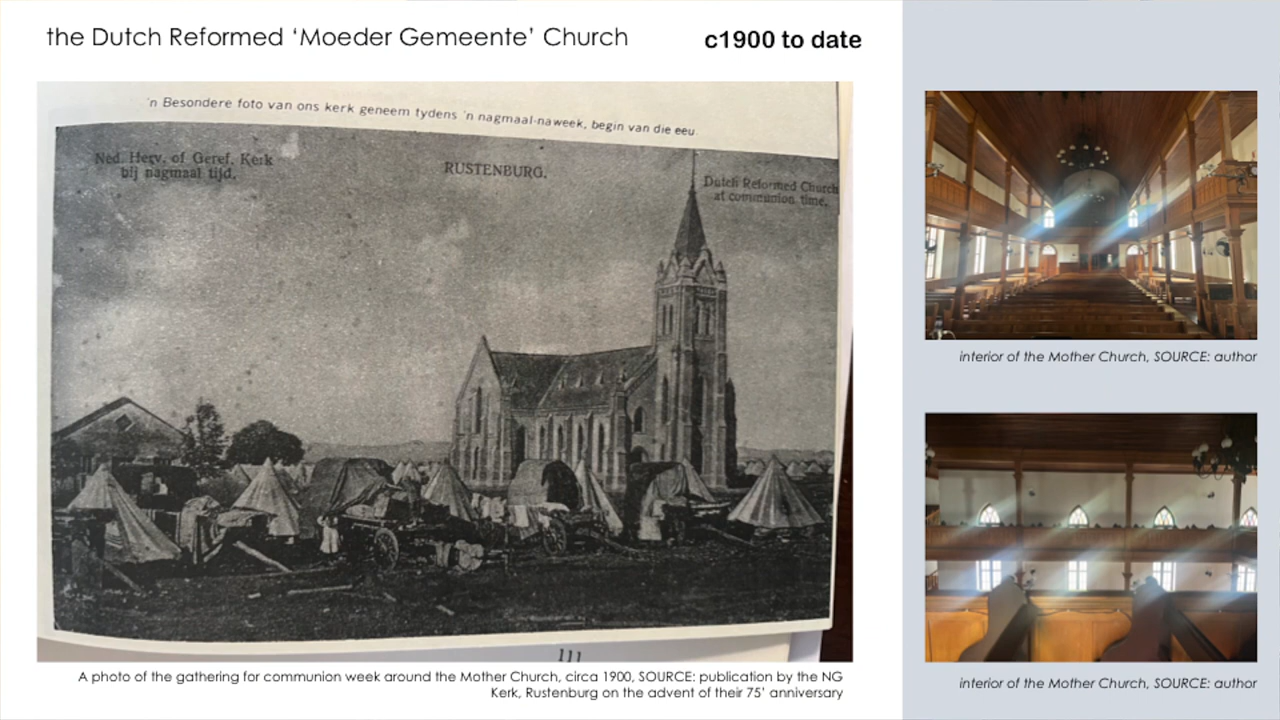 the Dutch Reformed ‘Moeder Gemeente’ Church
c1900 to date
'n Besondere foto van ons kerk geneem tydens 'n nagmaal-naweek, begin van die eeu.
Ned. Herv. of Geref. Kerk
bij nagmaal tijd.
RUSTENBURG.
Dutch Reformed Church
at communion time.
111
A photo of the gathering for communion week around the Mother Church, circa 1900, SOURCE: publication by the NG
Kerk, Rustenburg on the advent of their 75’ anniversary
interior of the Mother Church, SOURCE: author
interior of the Mother Church, SOURCE: author